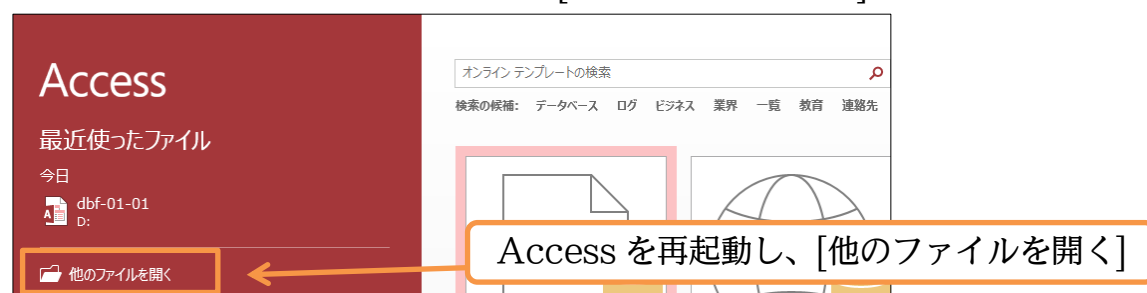 Access
最近使ったファイル
今日
dbf-01-01
D:
他のファイルを開く
オンライン テンプレートの検索
検索の候補: データベース ログ ビジネス 業界 一覧 教育 連絡先
Access を再起動し、[他のファイルを開く]